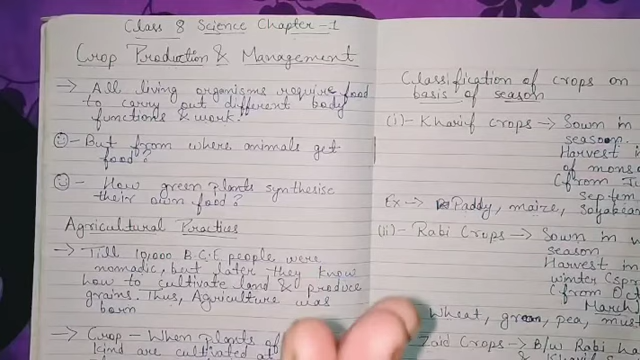 Class 8 Science Chapter-1
Crop Production & Management
→ All living organisms require food
to carry out different body
functions & work.
- But from where animals get
food?
- How green plants synthesise
their own food?
Agricultural Practices
→ Till 10,000 B.C.E people were
nomadic, but later they know
how to cultivate land & produce
grains. Thus, Agriculture was
born
→ Crop - When plants of
kind are cultivated at
Classification of crops on
basis of season
(i)- Kharif crops → Sown in
season.
Harvest
of mons
(from
septem
Ex → Paddy, maize, soyabea
(ii)- Rabi Crops → Sown in
season
Harvest in
winter (sp
(from Oc
March)
Wheat, gram, pea, mus
Zaid Crops → B/w Rabi
& Kharif